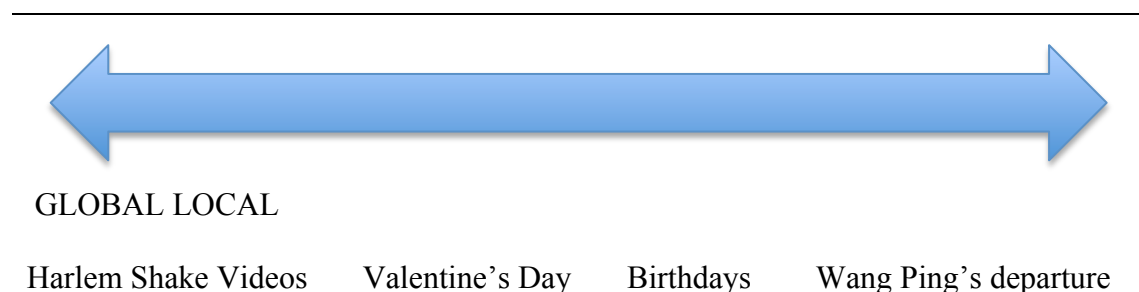 GLOBAL LOCAL
Harlem Shake Videos Valentine’s Day Birthdays Wang Ping’s departure